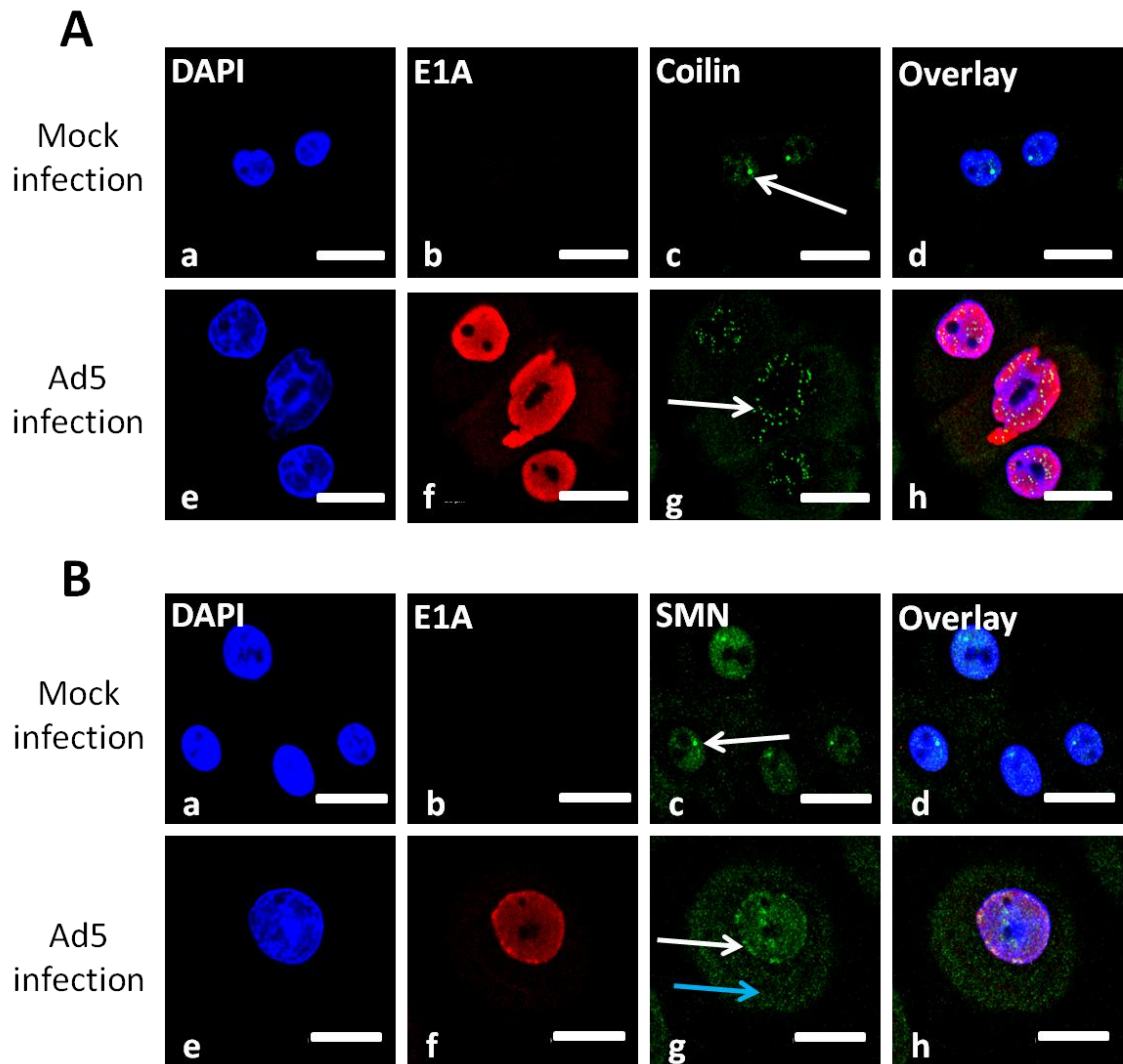 A
DAPI E1A Coilin Overlay
Mock
infection
a b c d
Ad5
infection
e f g h
B
DAPI E1A SMN Overlay
Mock
infection
a b c d
Ad5
infection
e f g h